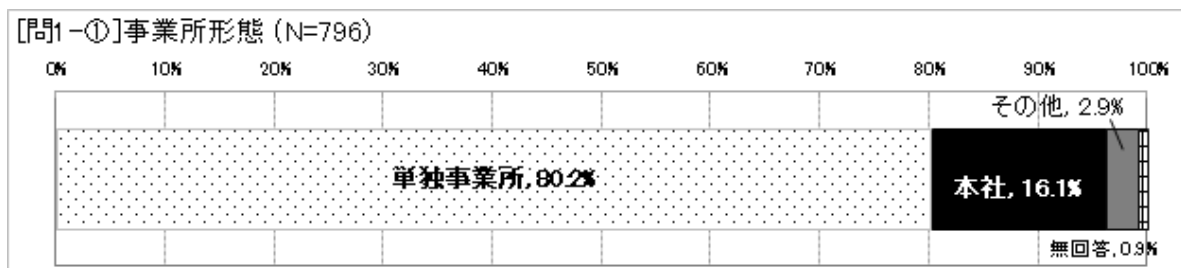 [問1-①]事業所形態 (N=796)
0% 10% 20% 30% 40% 50% 60% 70% 80% 90% 100%
その他, 2.9%
単独事業所, 80.2%
本社, 16.1%
無回答, 0.9%